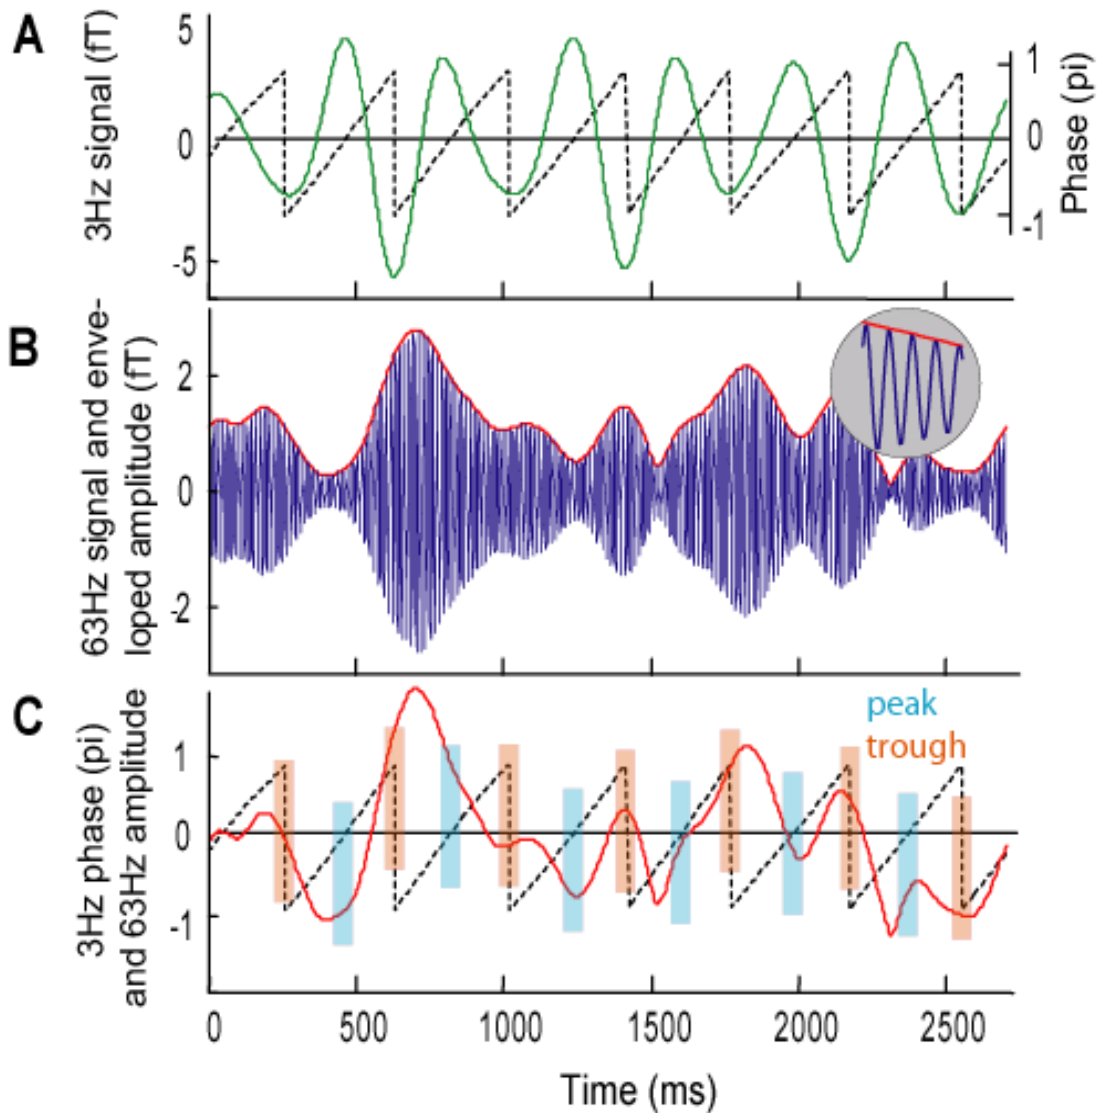 A
3Hz signal (fT)
5
0
-5
1
0
-1
Phase (pi)
B
63Hz signal and enve-
loped amplitude (fT)
2
0
-2
C
3Hz phase (pi)
and 63Hz amplitude
1
0
-1
peak
trough
0 500 1000 1500 2000 2500
Time (ms)